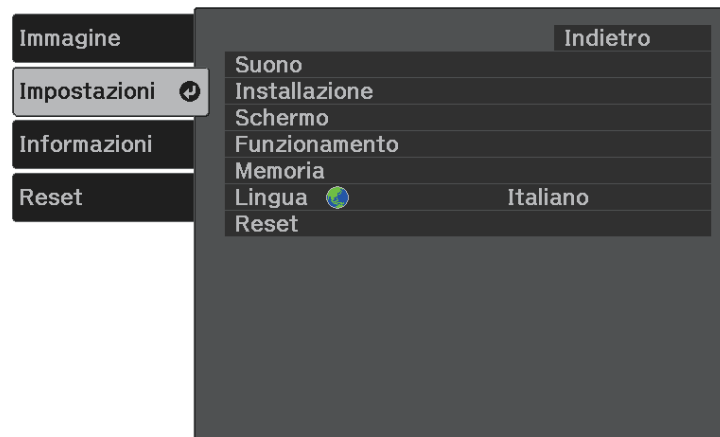 Immagine
Impostazioni
Informazioni
Reset
Indietro
Suono
Installazione
Schermo
Funzionamento
Memoria
Lingua Italiano
Reset